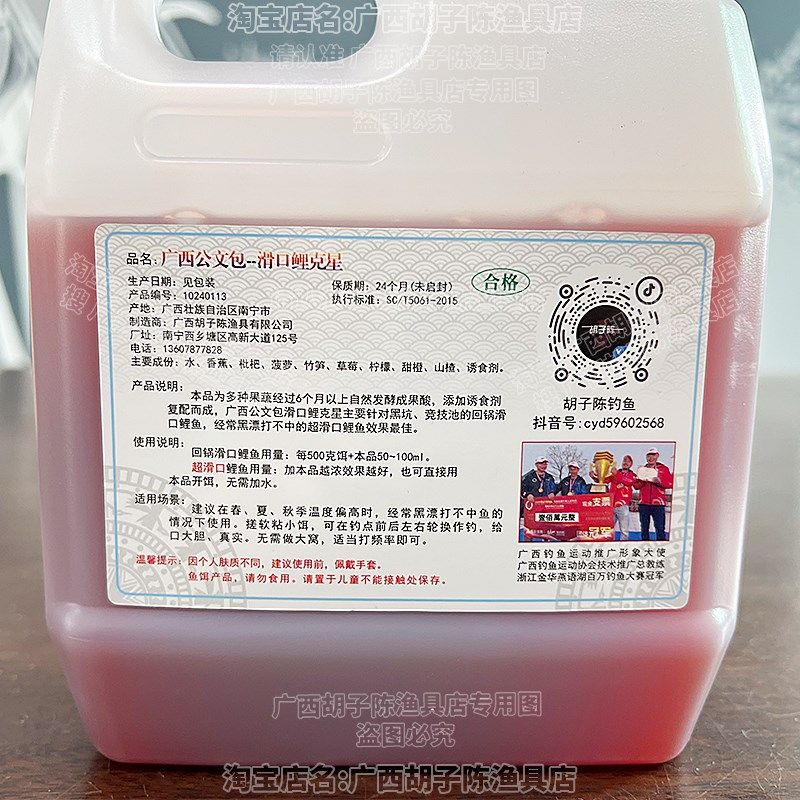 淘宝店名:广西胡子陈渔具店
请认准广西胡子陈渔具店
广西胡子陈渔具店专用图
盗图必究
品名:广西公文包--滑口鲤克星
生产日期:见包装
保质期:24个月(未启封)
合格
产品编号:10240113
执行标准:SC/T5061-2015
产地:广西壮族自治区南宁市
制造商:广西胡子陈渔具有限公司
厂址:南宁西乡塘区高新大道125号
电话:13607877828
主要成份:水、香蕉、枇杷、菠萝、竹笋、草莓、柠檬、甜橙、山楂、诱食剂。
产品说明:
本品为多种果蔬经过6个月以上自然发酵成果酸,添加诱食剂
复配而成,广西公文包滑口鲤克星主要针对黑坑、竞技池的回锅滑
口鲤鱼,经常黑漂打不中的超滑口鲤鱼效果最佳。
使用说明:
回锅滑口鲤鱼用量:每500克饵+本品50~100ml。
超滑口鲤鱼用量:加本品越浓效果越好,也可直接用
本品开饵,无需加水。
适用场景:
建议在春、夏、秋季温度偏高时,经常黑漂打不中鱼的
情况下使用。搓软粘小饵,可在钓点前后左右轮换作钓,给
口大胆、真实。无需做大窝,适当打频率即可。
温馨提示:因个人肤质不同,建议使用前,佩戴手套。
鱼饵产品,请勿食用。请置于儿童不能接触处保存。
胡子陈
胡子陈钓鱼
抖音号:cyd59602568
支票
壹佰萬元整
广西钓鱼运动推广形象大使
广西钓鱼运动协会技术推广总教练
浙江金华燕语湖百万钓鱼大赛冠军
广西胡子陈渔具店专用图
盗图必究
淘宝店名:广西胡子陈渔具店